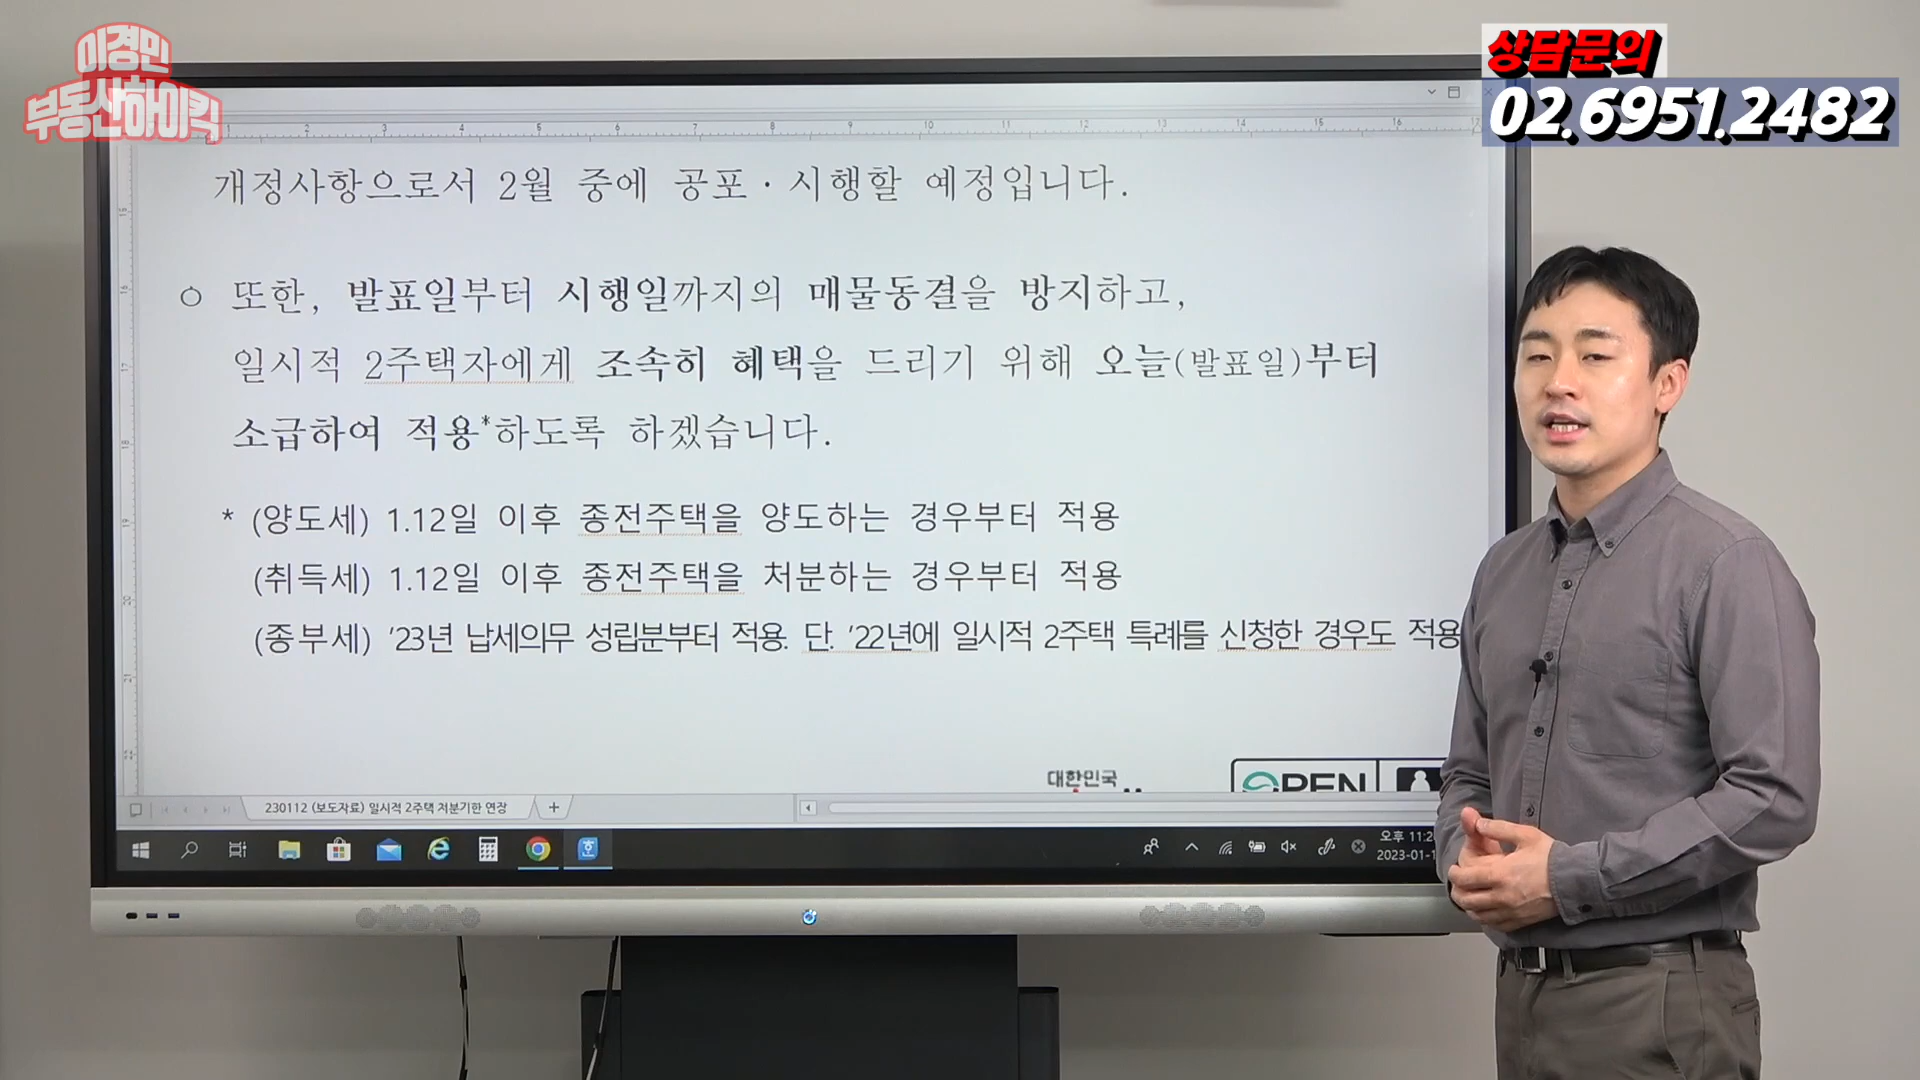 이경민
부동산하이킥
상담문의
02.6951.2482
개정사항으로서 2월 중에 공포·시행할 예정입니다.
○ 또한, 발표일부터 시행일까지의 매물동결을 방지하고,
일시적 2주택자에게 조속히 혜택을 드리기 위해 오늘(발표일)부터
소급하여 적용*하도록 하겠습니다.
* (양도세) 1.12일 이후 종전주택을 양도하는 경우부터 적용
(취득세) 1.12일 이후 종전주택을 처분하는 경우부터 적용
(종부세) ’23년 납세의무 성립분부터 적용. 단. ’22년에 일시적 2주택 특례를 신청한 경우도 적용
대한민국
OPEN
230112 (보도자료) 일시적 2주택 처분기한 연장
오후 11:2
2023-01-1